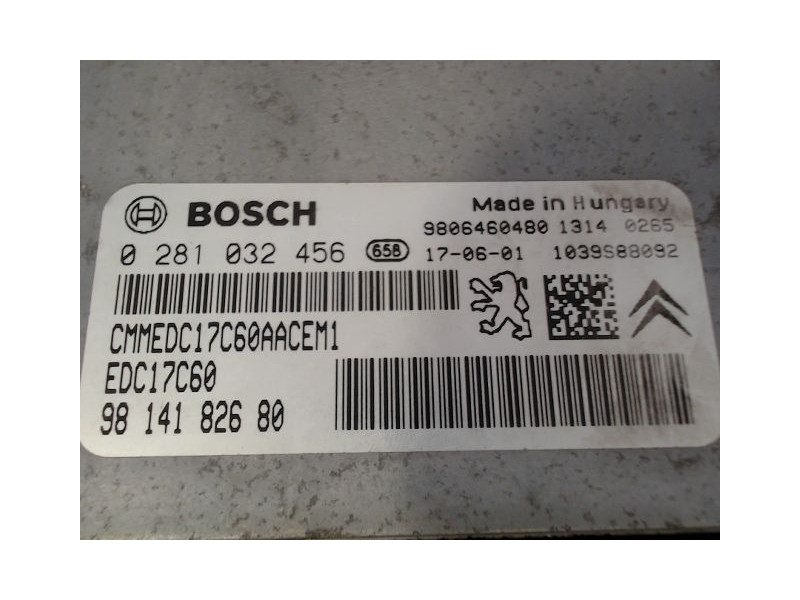 BOSCH Made in Hungary
9806460480 1314 0265
0 281 032 456 658 17-06-01 1039S88092
CMMEDC17C60AACEM1
EDC17C60
98 141 826 80